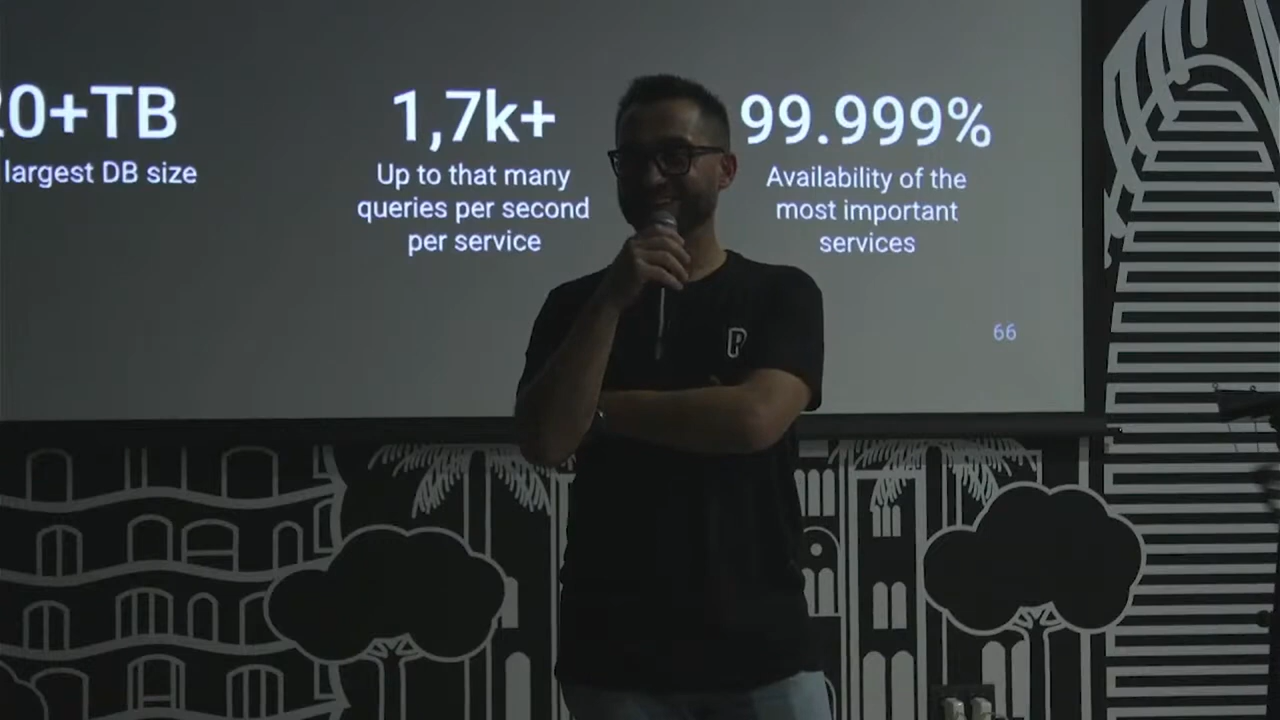 20+TB
largest DB size
1,7k+
Up to that many
queries per second
per service
99.999%
Availability of the
most important
services
66
P